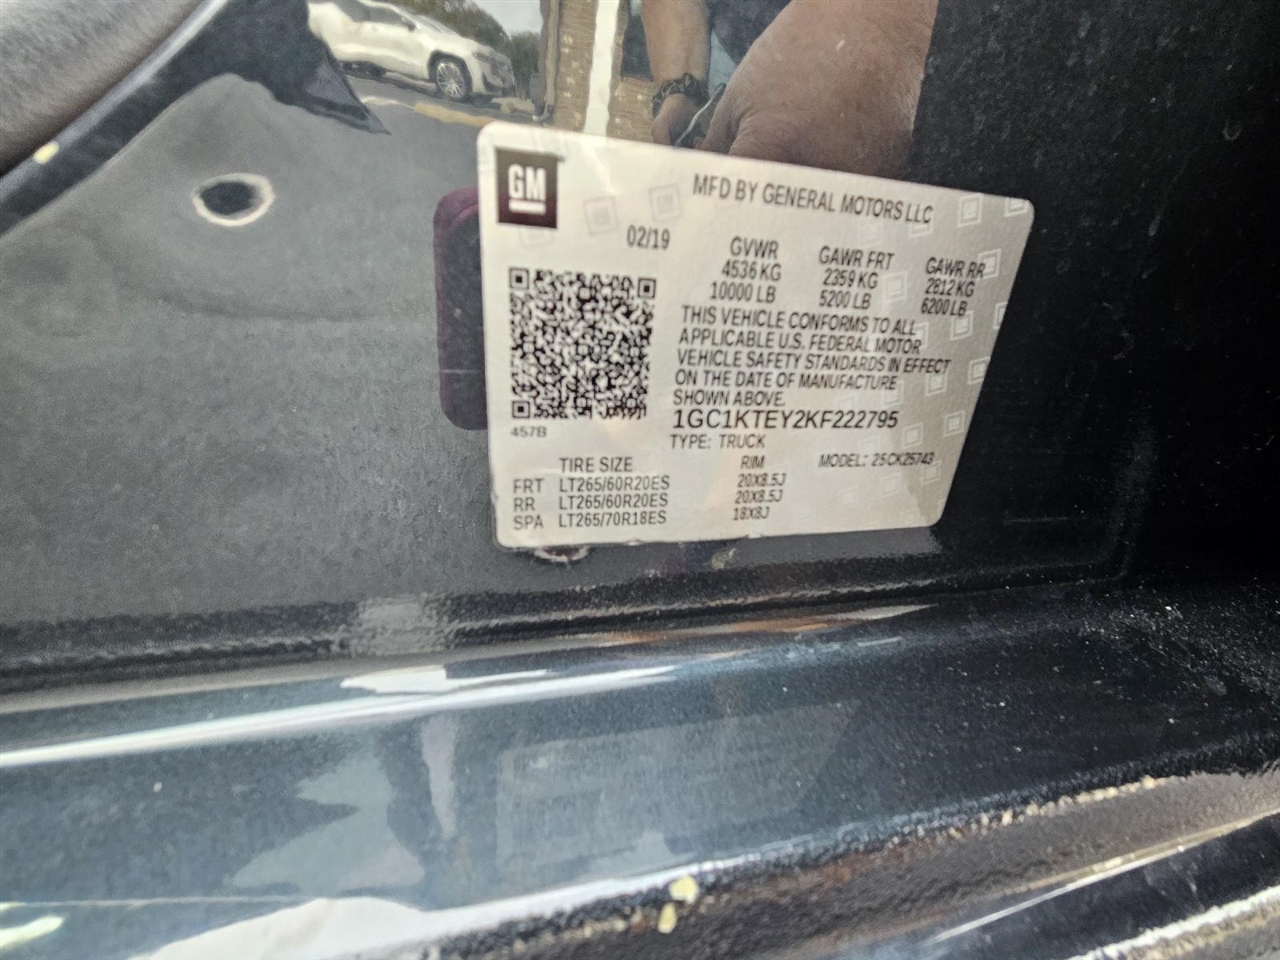 GM
MFD BY GENERAL MOTORS LLC
02/19
GVWR GAWR FRT GAWR RR
4536 KG 2359 KG 2812 KG
10000 LB 5200 LB 6200 LB
THIS VEHICLE CONFORMS TO ALL
APPLICABLE U.S. FEDERAL MOTOR
VEHICLE SAFETY STANDARDS IN EFFECT
ON THE DATE OF MANUFACTURE
SHOWN ABOVE.
1GC1KTEY2KF222795
457B
TYPE: TRUCK
TIRE SIZE RIM MODEL: 25CK25743
FRT LT265/60R20ES 20X8.5J
RR LT265/60R20ES 20X8.5J
SPA LT265/70R18ES 18X8J